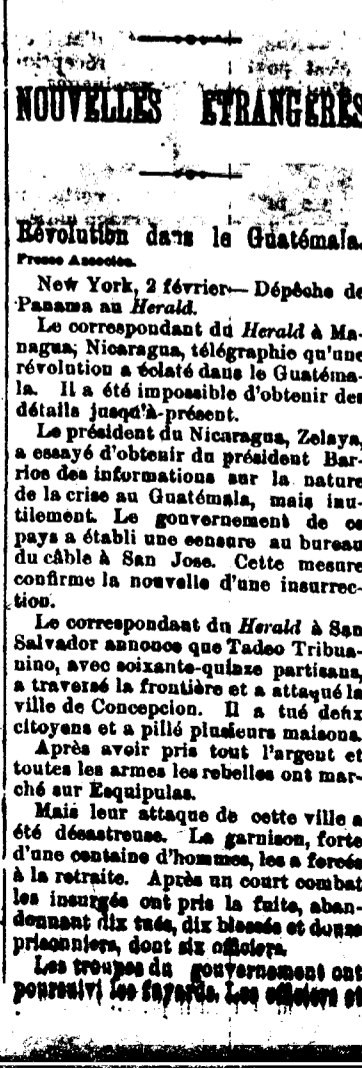 NOUVELLES ETRANGERES
Révolution dans le Guatémala.
Presse Associée.
New York, 2 février — Dépêche de
Panama au Herald.
Le correspondant du Herald à Ma-
nagua, Nicaragua, télégraphie qu'une
révolution a éclaté dans le Guatéma-
la. Il a été impossible d'obtenir des
détails jusqu'à-présent.
Le président du Nicaragua, Zelaya,
a essayé d'obtenir du président Bar-
rios des informations sur la nature
de la crise au Guatémala, mais inu-
tilement. Le gouvernement de ce
pays a établi une censure au bureau
du câble à San Jose. Cette mesure
confirme la nouvelle d'une insurrec-
tion.
Le correspondant du Herald à San
Salvador annonce que Tadeo Tribua-
nino, avec soixante-quinze partisans,
a traversé la frontière et a attaqué la
ville de Concepcion. Il a tué deux
citoyens et a pillé plusieurs maisons.
Après avoir pris tout l'argent et
toutes les armes les rebelles ont mar-
ché sur Esquipulas.
Mais leur attaque de cette ville a
été désastreuse. La garnison, forte
d'une centaine d'hommes, les a forcés
à la retraite. Après un court combat
les insurgés ont pris la fuite, aban-
donnant dix tués, dix blessés et douze
prisonniers, dont six officiers.
Les troupes du gouvernement ont
poursuivi les fuyards. Les officiers et